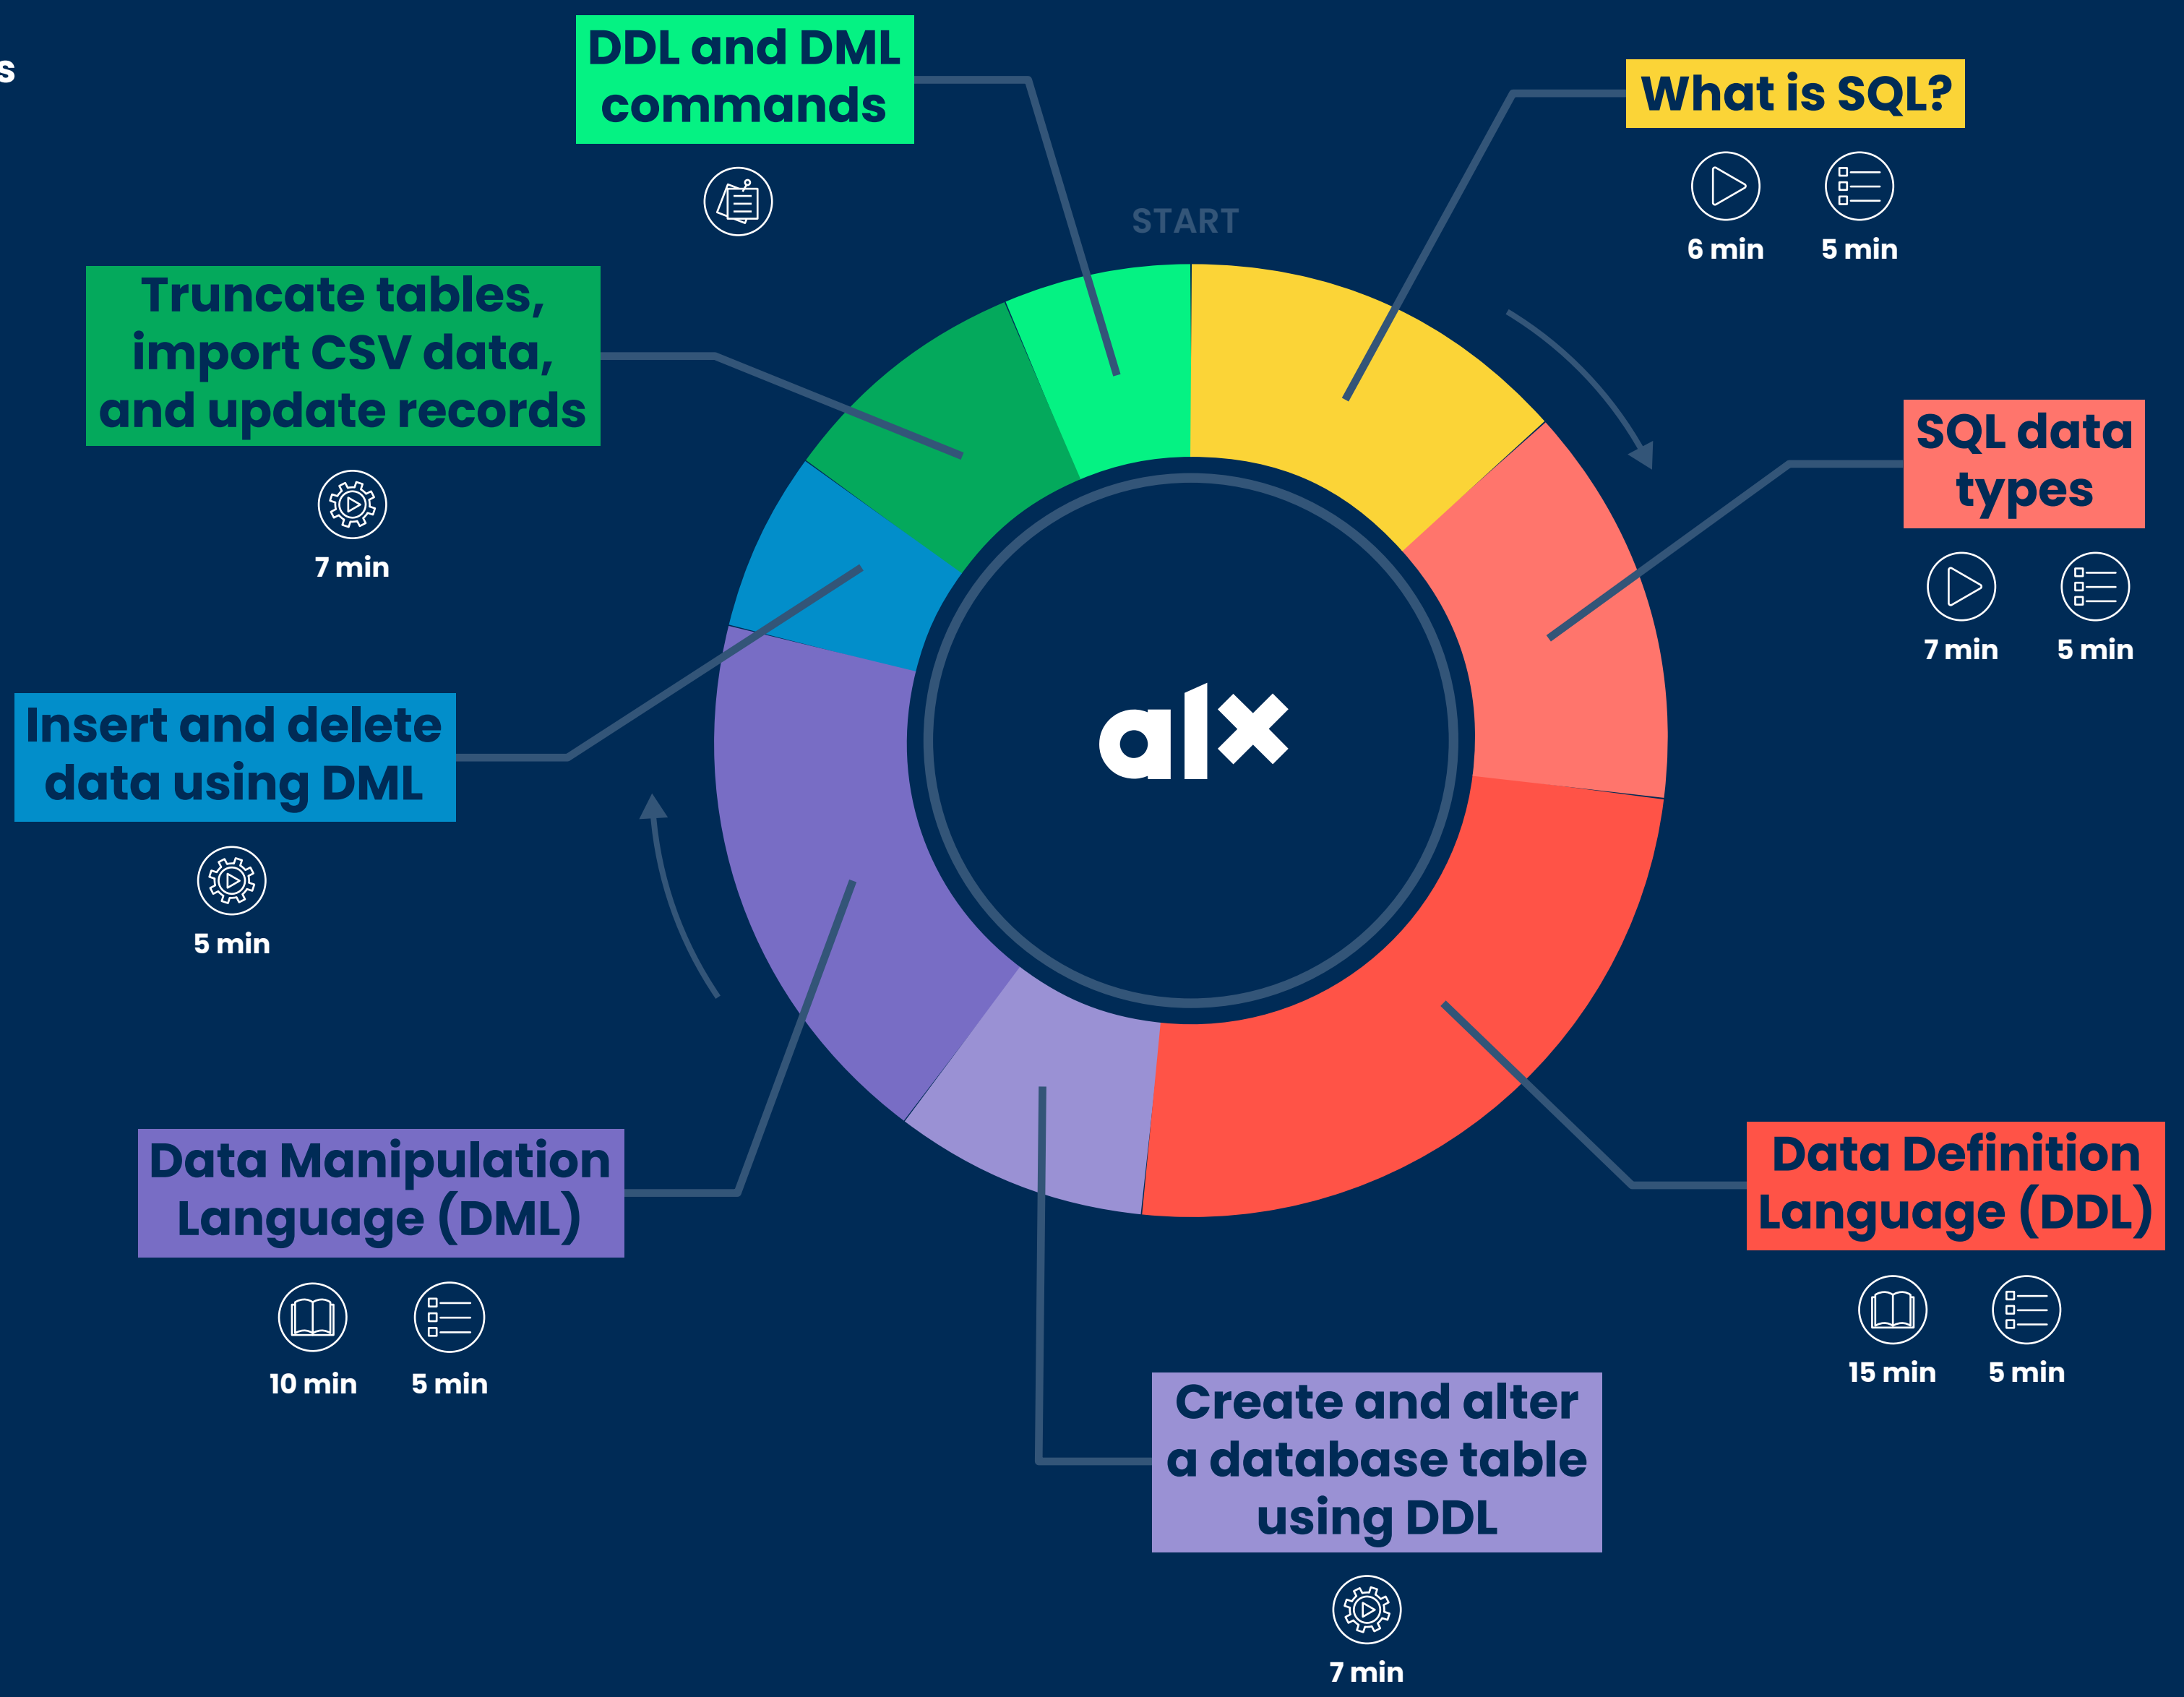 s
START
What is SQL?
6 min
5 min
SQL data
types
7 min
5 min
Data Definition
Language (DDL)
15 min
5 min
Create and alter
a database table
using DDL
7 min
Data Manipulation
Language (DML)
10 min
5 min
Insert and delete
data using DML
5 min
Truncate tables,
import CSV data,
and update records
7 min
DDL and DML
commands
alx